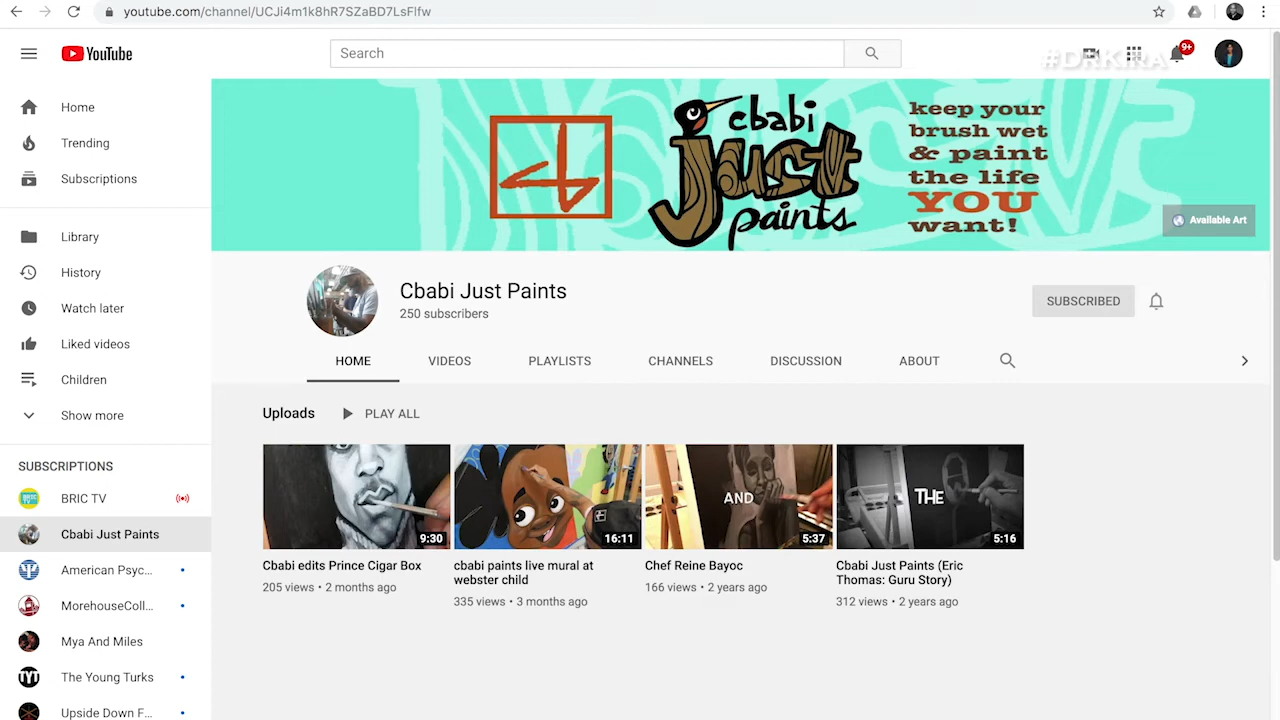 youtube.com/channel/UCJi4m1k8hR7SZaBD7LsFlfw
YouTube
Search
#DRKIRA
9+
Home
Trending
Subscriptions
Library
History
Watch later
Liked videos
Children
Show more
SUBSCRIPTIONS
BRIC TV
Cbabi Just Paints
American Psyc...
MorehouseColl...
Mya And Miles
The Young Turks
TYT
Upside Down F...
cbabi
just
paints
keep your
brush wet
& paint
the life
YOU
want!
Available Art
Cbabi Just Paints
250 subscribers
SUBSCRIBED
HOME VIDEOS PLAYLISTS CHANNELS DISCUSSION ABOUT
Uploads PLAY ALL
9:30
Cbabi edits Prince Cigar Box
205 views • 2 months ago
16:11
cbabi paints live mural at
webster child
335 views • 3 months ago
AND
5:37
Chef Reine Bayoc
166 views • 2 years ago
THE
5:16
Cbabi Just Paints (Eric
Thomas: Guru Story)
312 views • 2 years ago